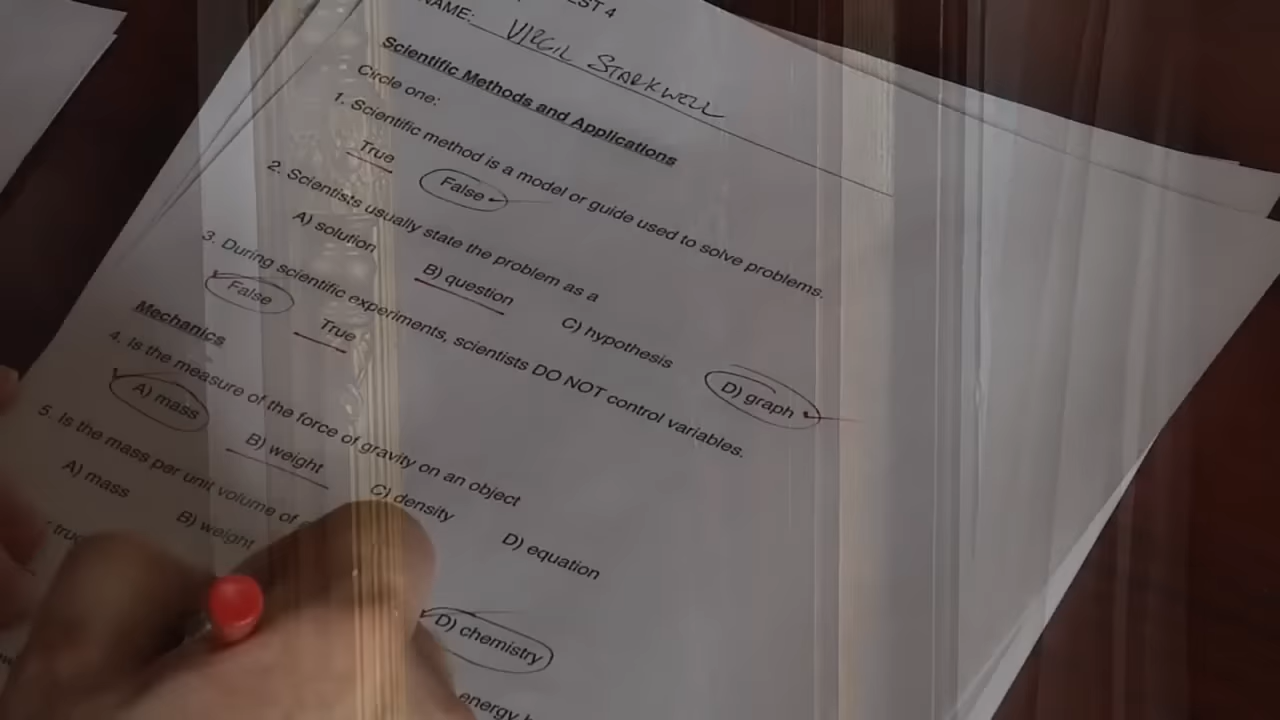 EST 4
NAME: VIRGIL STARKWELL
Scientific Methods and Applications
Circle one:
1. Scientific method is a model or guide used to solve problems.
True False
2. Scientists usually state the problem as a
A) solution B) question C) hypothesis D) graph
3. During scientific experiments, scientists DO NOT control variables.
False True
Mechanics
4. Is the measure of the force of gravity on an object
A) mass B) weight C) density D) equation
5. Is the mass per unit volume of
A) mass B) weight D) chemistry
energy